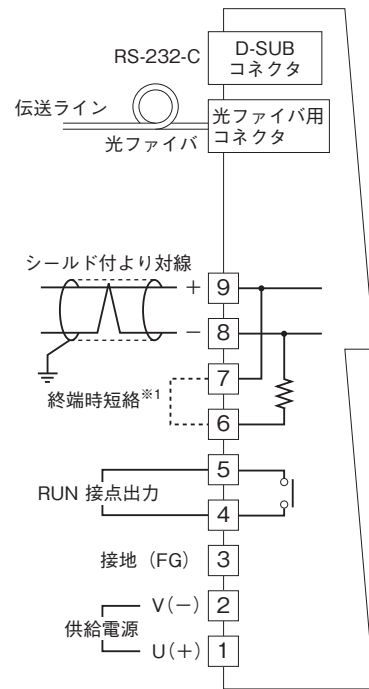 RS-232-C
D-SUB
コネクタ
伝送ライン
光ファイバ
光ファイバ用
コネクタ
シールド付より対線
+ 9
− 8
7
終端時短絡※1
6
5
RUN 接点出力
4
接地（FG） 3
V(−) 2
供給電源
U(+) 1